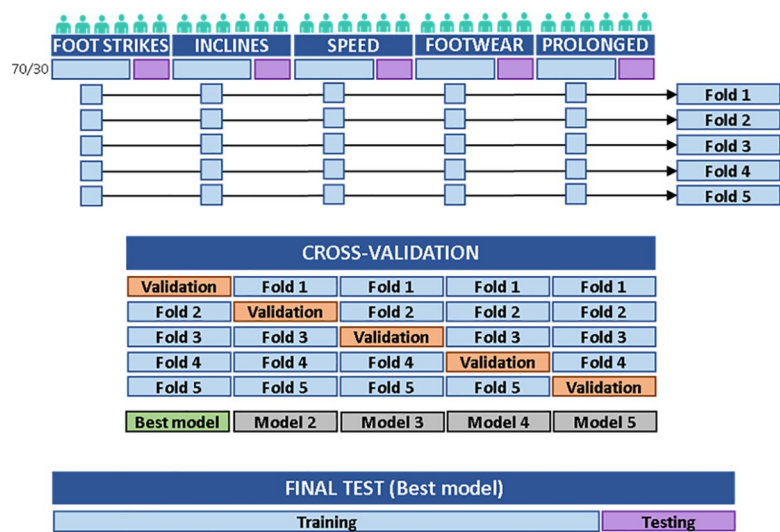 FOOT STRIKES INCLINES SPEED FOOTWEAR PROLONGED
70/30
Fold 1
Fold 2
Fold 3
Fold 4
Fold 5
CROSS-VALIDATION
Validation Fold 1 Fold 1 Fold 1 Fold 1
Fold 2 Validation Fold 2 Fold 2 Fold 2
Fold 3 Fold 3 Validation Fold 3 Fold 3
Fold 4 Fold 4 Fold 4 Validation Fold 4
Fold 5 Fold 5 Fold 5 Fold 5 Validation
Best model Model 2 Model 3 Model 4 Model 5
FINAL TEST (Best model)
Training Testing